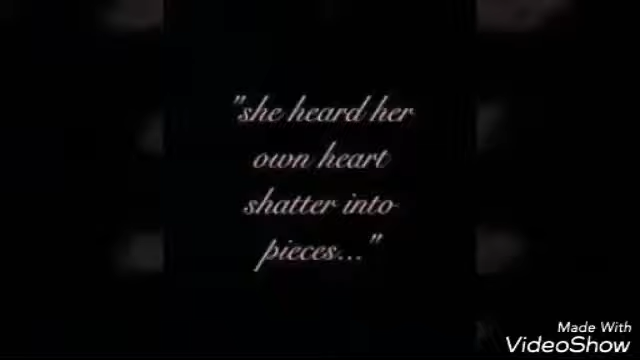 "she heard her
own heart
shatter into
pieces..."
Made With
VideoShow